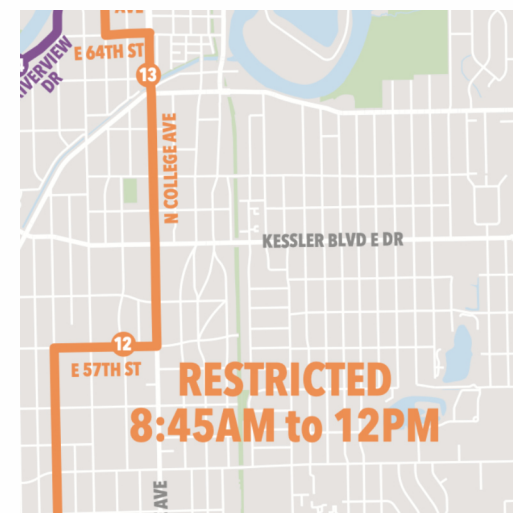 AVE
E 64TH ST
RIVERVIEW
DR
13
N COLLEGE AVE
KESSLER BLVD E DR
12
E 57TH ST
RESTRICTED
8:45AM to 12PM
AVE